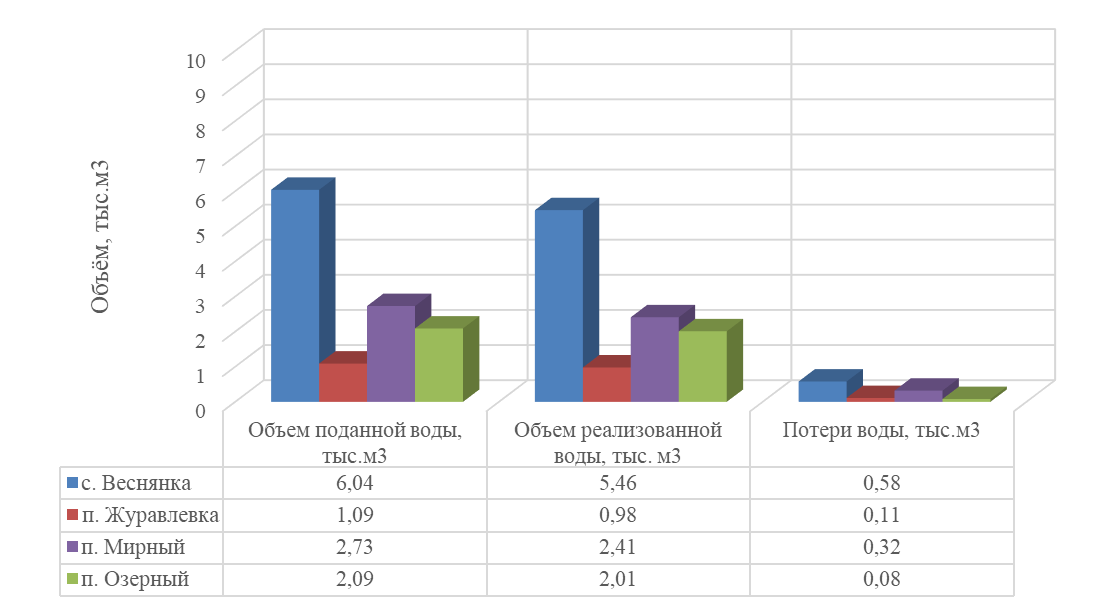 10
9
8
7
6
5
4
3
2
1
0
Объём, тыс.м3
Объем поданной воды,
тыс.м3
Объем реализованной
воды, тыс. м3
Потери воды, тыс.м3
с. Веснянка 6,04 5,46 0,58
п. Журавлевка 1,09 0,98 0,11
п. Мирный 2,73 2,41 0,32
п. Озерный 2,09 2,01 0,08